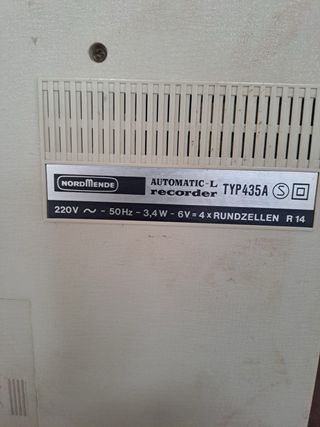 NORDMENDE AUTOMATIC-L recorder TYP435A S
220V ~ - 50Hz - 3,4W - 6V = 4 x RUNDZELLEN R 14